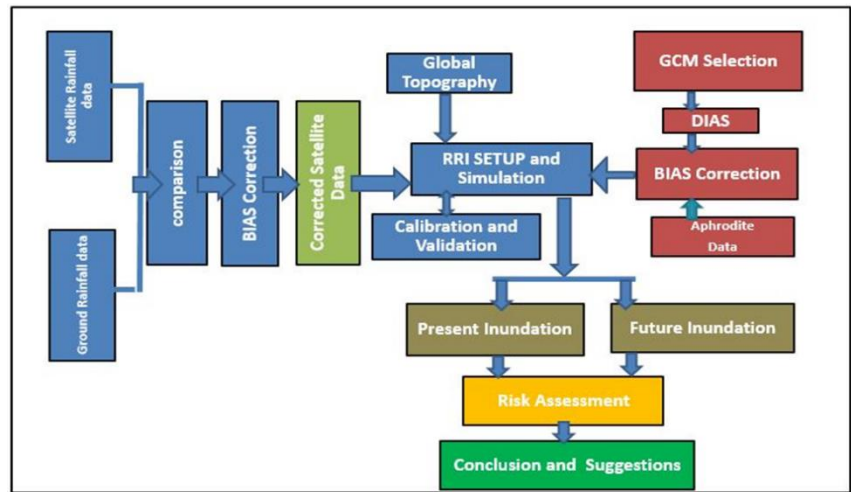 Satellite Rainfall
data
Ground Rainfall data
comparison
BIAS Correction
Corrected Satellite
Data
Global
Topography
RRI SETUP and
Simulation
Calibration and
Validation
GCM Selection
DIAS
BIAS Correction
Aphrodite
Data
Present Inundation
Future Inundation
Risk Assessment
Conclusion and Suggestions